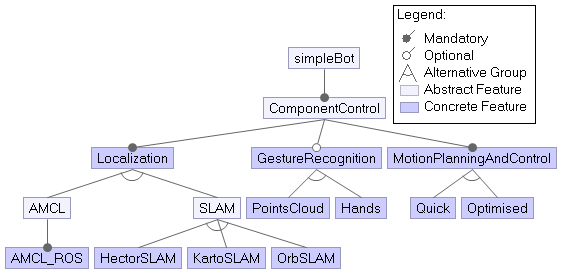 Legend:
Mandatory
Optional
Alternative Group
Abstract Feature
Concrete Feature
simpleBot
ComponentControl
Localization
GestureRecognition
MotionPlanningAndControl
AMCL
SLAM
PointsCloud
Hands
Quick
Optimised
AMCL_ROS
HectorSLAM
KartoSLAM
OrbSLAM